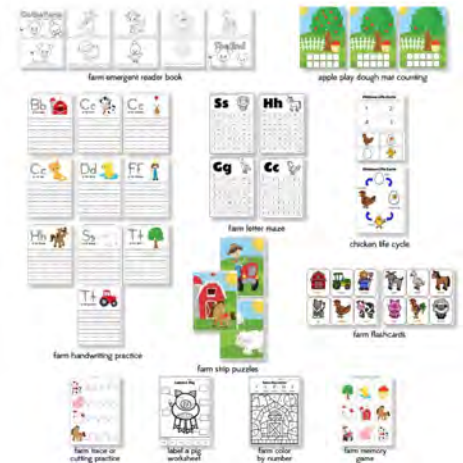 farm emergent reader book
apple play dough mat counting
Bb
Cc
Cc
Ss
Hh
Cc
Dd
Ff
Gg
Cc
chicken life cycle
farm letter maze
Hh
Ss
Tt
Tt
farm flashcards
farm handwriting practice
farm strip puzzles
farm trace or
cutting practice
label a pig
worksheet
farm color
by number
farm memory
game